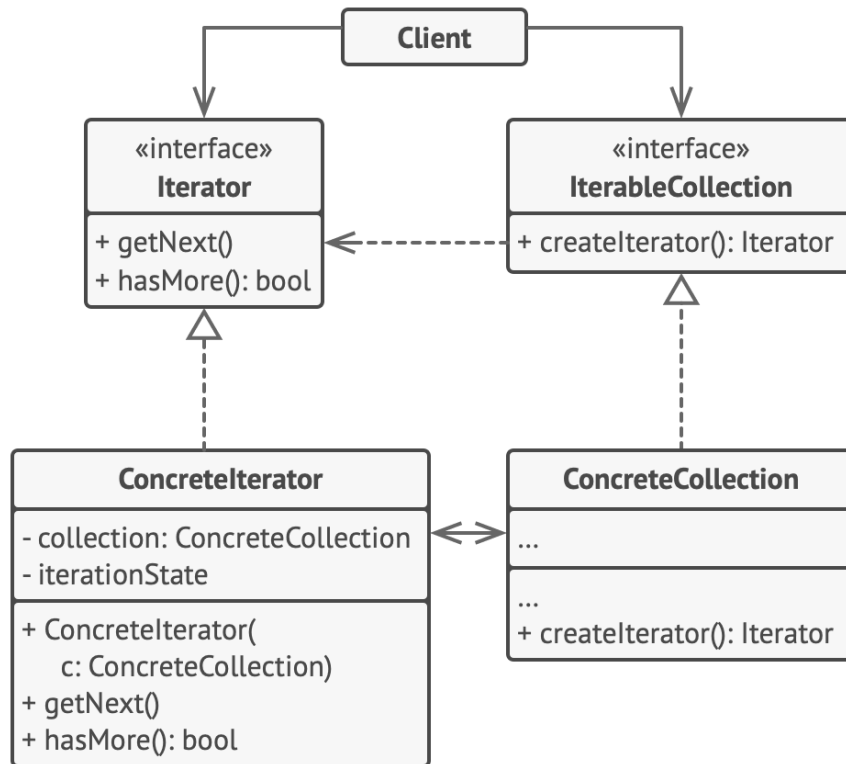 Client
«interface»
Iterator
+ getNext()
+ hasMore(): bool
«interface»
IterableCollection
+ createIterator(): Iterator
ConcreteIterator
- collection: ConcreteCollection
- iterationState
+ ConcreteIterator(
c: ConcreteCollection)
+ getNext()
+ hasMore(): bool
ConcreteCollection
...
...
+ createIterator(): Iterator